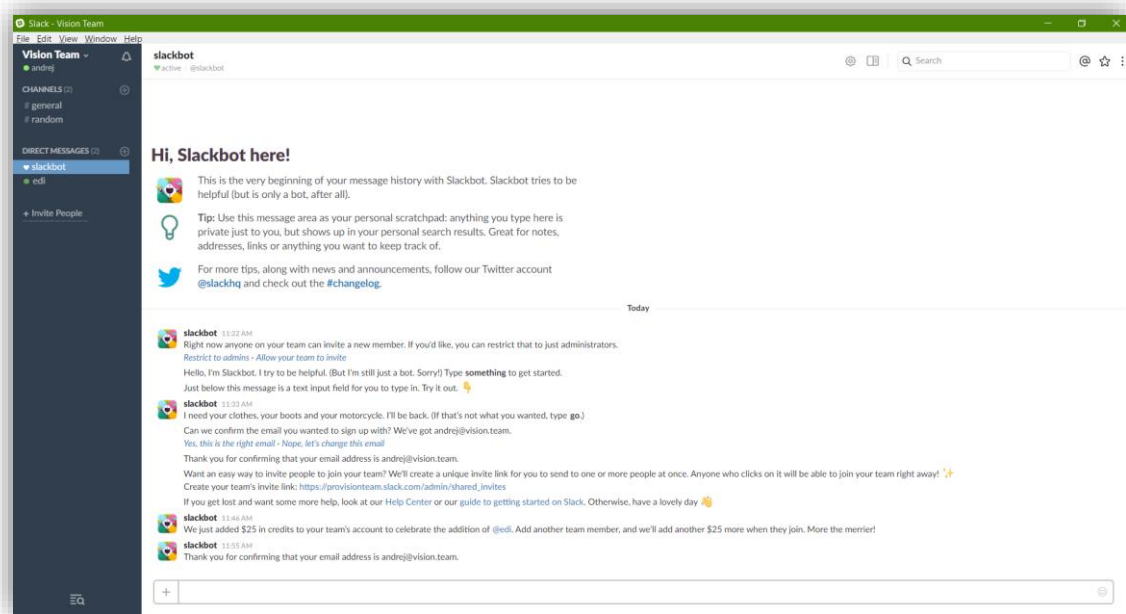 Slack - Vision Team
File Edit View Window Help
Vision Team
andrej
CHANNELS (2)
# general
# random
DIRECT MESSAGES (2)
slackbot
edi
+ Invite People
slackbot
active | @slackbot
Search
Hi, Slackbot here!
This is the very beginning of your message history with Slackbot. Slackbot tries to be
helpful (but is only a bot, after all).
Tip: Use this message area as your personal scratchpad: anything you type here is
private just to you, but shows up in your personal search results. Great for notes,
addresses, links or anything you want to keep track of.
For more tips, along with news and announcements, follow our Twitter account
@slackhq and check out the #changelog.
Today
slackbot 11:22 AM
Right now anyone on your team can invite a new member. If you'd like, you can restrict that to just administrators.
Restrict to admins - Allow your team to invite
Hello, I'm Slackbot. I try to be helpful. (But I'm still just a bot. Sorry!) Type something to get started.
Just below this message is a text input field for you to type in. Try it out. 👇
slackbot 11:33 AM
I need your clothes, your boots and your motorcycle. I'll be back. (If that's not what you wanted, type go.)
Can we confirm the email you wanted to sign up with? We've got andrej@vision.team.
Yes, this is the right email - Nope, let's change this email
Thank you for confirming that your email address is andrej@vision.team.
Want an easy way to invite people to join your team? We'll create a unique invite link for you to send to one or more people at once. Anyone who clicks on it will be able to join your team right away! ✨
Create your team's invite link: https://provisionteam.slack.com/admin/shared_invites
If you get lost and want some more help, look at our Help Center or our guide to getting started on Slack. Otherwise, have a lovely day 👋
slackbot 11:46 AM
We just added $25 in credits to your team's account to celebrate the addition of @edi. Add another team member, and we'll add another $25 more when they join. More the merrier!
slackbot 11:55 AM
Thank you for confirming that your email address is andrej@vision.team.